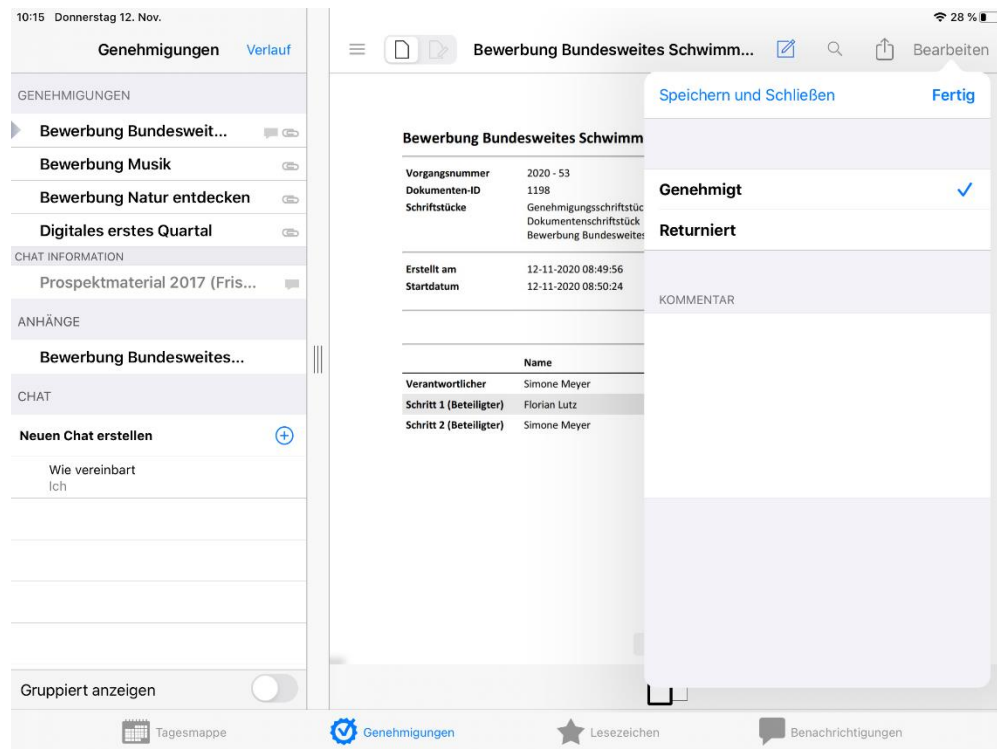 10:15 Donnerstag 12. Nov.
28 %
Genehmigungen
Verlauf
GENEHMIGUNGEN
Bewerbung Bundesweit...
Bewerbung Musik
Bewerbung Natur entdecken
Digitales erstes Quartal
CHAT INFORMATION
Prospektmaterial 2017 (Fris...
ANHÄNGE
Bewerbung Bundesweites...
CHAT
Neuen Chat erstellen
Wie vereinbart
Ich
Gruppiert anzeigen
Bewerbung Bundesweites Schwimm...
Bearbeiten
Bewerbung Bundesweites Schwimm
Vorgangsnummer 2020 - 53
Dokumenten-ID 1198
Schriftstücke Genehmigungsschriftstüc
Dokumentenschriftstück
Bewerbung Bundesweites
Erstellt am 12-11-2020 08:49:56
Startdatum 12-11-2020 08:50:24
Name
Verantwortlicher Simone Meyer
Schritt 1 (Beteiligter) Florian Lutz
Schritt 2 (Beteiligter) Simone Meyer
Speichern und Schließen
Fertig
Genehmigt
Returniert
KOMMENTAR
Tagesmappe
Genehmigungen
Lesezeichen
Benachrichtigungen